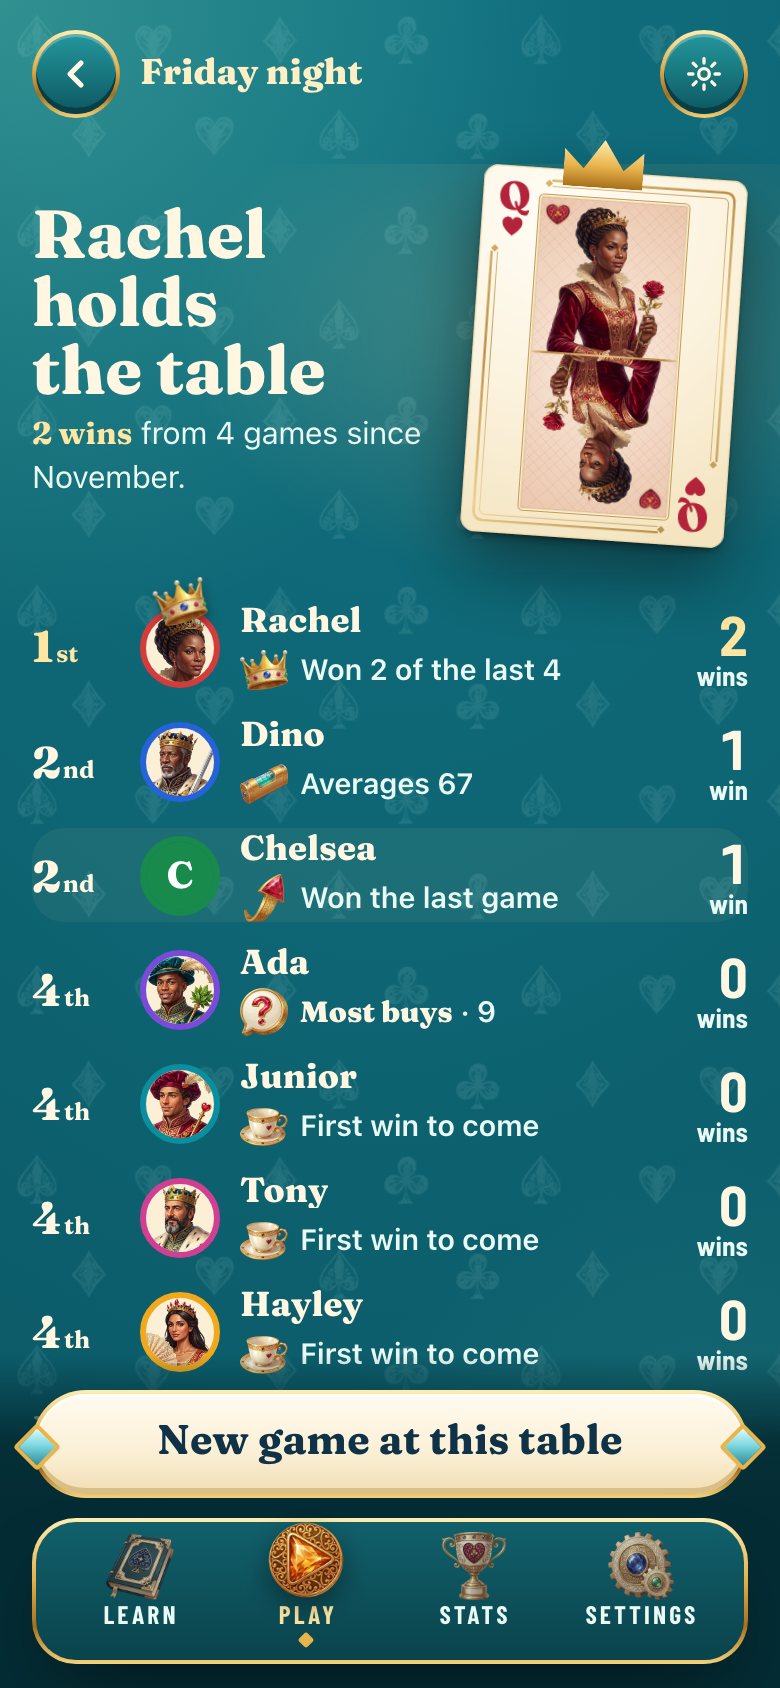 Friday night
Rachel
holds
the table
2 wins from 4 games since
November.
Q
Q
1st
Rachel
Won 2 of the last 4
2
wins
2nd
Dino
Averages 67
1
win
2nd
C
Chelsea
Won the last game
1
win
4th
Ada
?
Most buys · 9
0
wins
4th
Junior
First win to come
0
wins
4th
Tony
First win to come
0
wins
4th
Hayley
First win to come
0
wins
New game at this table
LEARN
PLAY
STATS
SETTINGS